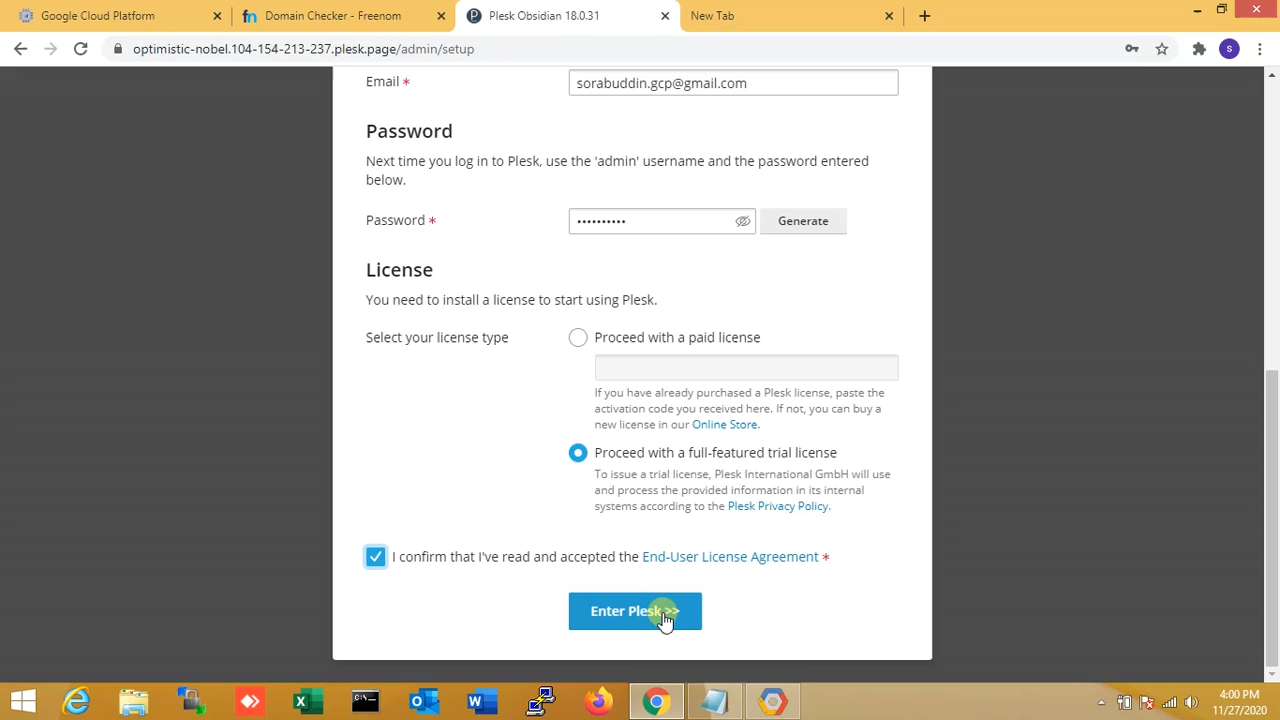 Google Cloud Platform
Domain Checker - Freenom
Plesk Obsidian 18.0.31
New Tab
optimistic-nobel.104-154-213-237.plesk.page/admin/setup
S
Email *
sorabuddin.gcp@gmail.com
Password
Next time you log in to Plesk, use the 'admin' username and the password entered
below.
Password *
••••••••••
Generate
License
You need to install a license to start using Plesk.
Select your license type
Proceed with a paid license
If you have already purchased a Plesk license, paste the
activation code you received here. If not, you can buy a
new license in our Online Store.
Proceed with a full-featured trial license
To issue a trial license, Plesk International GmbH will use
and process the provided information in its internal
systems according to the Plesk Privacy Policy.
I confirm that I've read and accepted the End-User License Agreement *
Enter Plesk >>
4:00 PM
11/27/2020